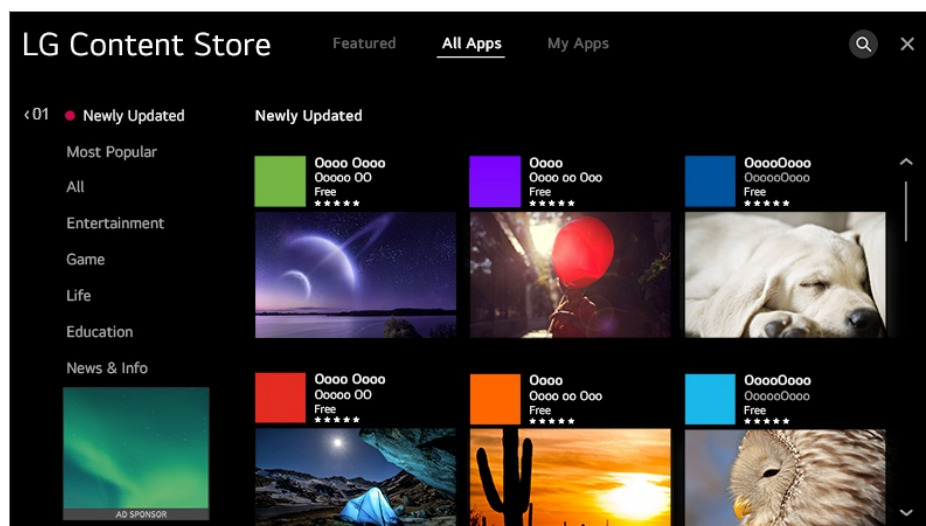 LG Content Store
Featured
All Apps
My Apps
‹01
Newly Updated
Most Popular
All
Entertainment
Game
Life
Education
News & Info
AD SPONSOR
Newly Updated
Oooo Oooo
Ooooo OO
Free
★★★★★
Oooo
Oooo oo Ooo
Free
★★★★★
OoooOooo
OooooOooo
Free
★★★★★
Oooo Oooo
Ooooo OO
Free
★★★★★
Oooo
Oooo oo Ooo
Free
★★★★★
OoooOooo
OooooOooo
Free
★★★★★